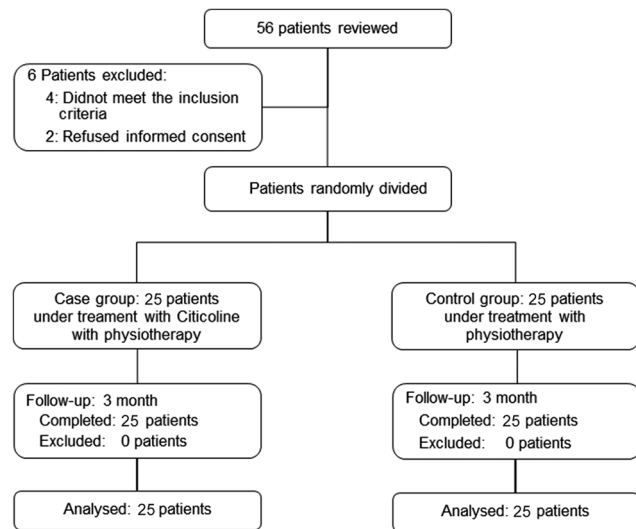 56 patients reviewed
6 Patients excluded:
4: Didnot meet the inclusion
criteria
2: Refused informed consent
Patients randomly divided
Case group: 25 patients
under treament with Citicoline
with physiotherapy
Control group: 25 patients
under treatment with
physiotherapy
Follow-up: 3 month
Completed: 25 patients
Excluded: 0 patients
Follow-up: 3 month
Completed: 25 patients
Excluded: 0 patients
Analysed: 25 patients
Analysed: 25 patients